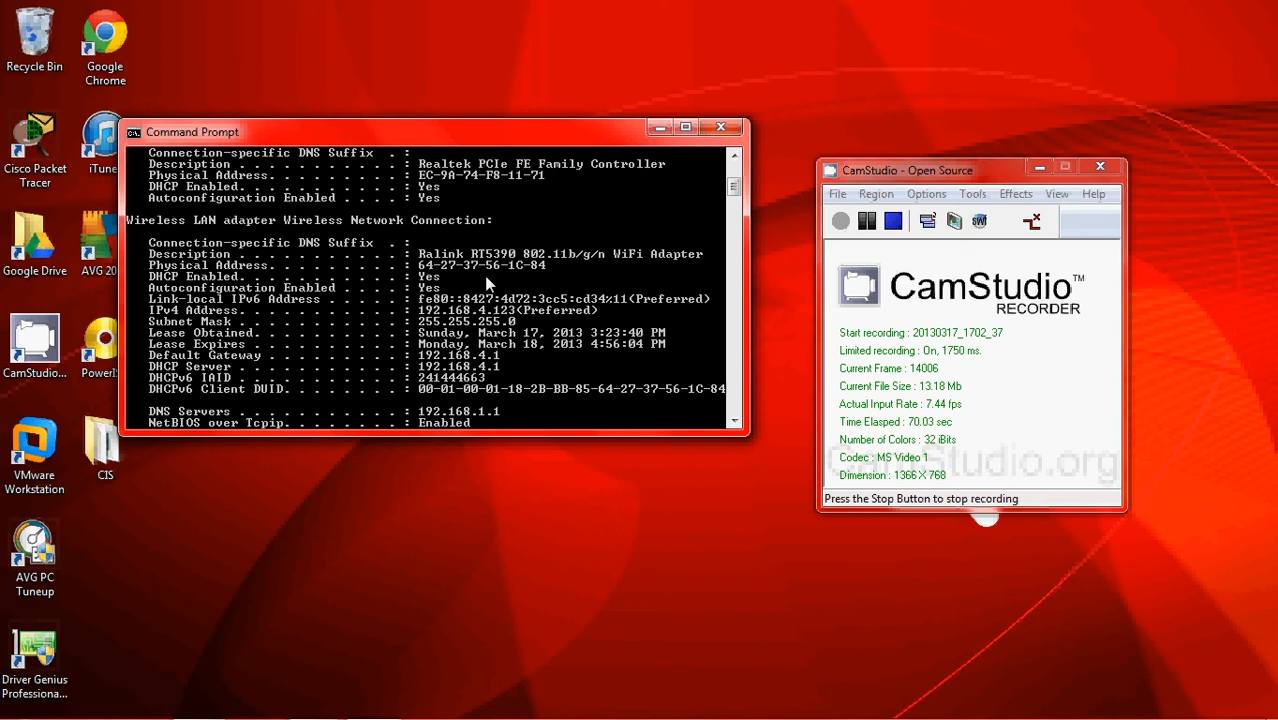 Recycle Bin
Google
Chrome
Cisco Packet
Tracer
iTune
Google Drive
AVG 20
CamStudio...
PowerI
VMware
Workstation
CIS
AVG PC
Tuneup
Driver Genius
Professiona...
Command Prompt
Connection-specific DNS Suffix . :
Description . . . . . . . . . . . : Realtek PCIe FE Family Controller
Physical Address. . . . . . . . . : EC-9A-74-F8-11-71
DHCP Enabled. . . . . . . . . . . : Yes
Autoconfiguration Enabled . . . . : Yes
Wireless LAN adapter Wireless Network Connection:
Connection-specific DNS Suffix . :
Description . . . . . . . . . . . : Ralink RT5390 802.11b/g/n WiFi Adapter
Physical Address. . . . . . . . . : 64-27-37-56-1C-84
DHCP Enabled. . . . . . . . . . . : Yes
Autoconfiguration Enabled . . . . : Yes
Link-local IPv6 Address . . . . . : fe80::8427:4d72:3cc5:cd34%11(Preferred)
IPv4 Address. . . . . . . . . . . : 192.168.4.123(Preferred)
Subnet Mask . . . . . . . . . . . : 255.255.255.0
Lease Obtained. . . . . . . . . . : Sunday, March 17, 2013 3:23:40 PM
Lease Expires . . . . . . . . . . : Monday, March 18, 2013 4:56:04 PM
Default Gateway . . . . . . . . . : 192.168.4.1
DHCP Server . . . . . . . . . . . : 192.168.4.1
DHCPv6 IAID . . . . . . . . . . . : 241444663
DHCPv6 Client DUID. . . . . . . . : 00-01-00-01-18-2B-BB-85-64-27-37-56-1C-84
DNS Servers . . . . . . . . . . . : 192.168.1.1
NetBIOS over Tcpip. . . . . . . . : Enabled
CamStudio - Open Source
File Region Options Tools Effects View Help
SWF
CamStudio™
RECORDER
Start recording : 20130317_1702_37
Limited recording : On, 1750 ms.
Current Frame : 14006
Current File Size : 13.18 Mb
Actual Input Rate : 7.44 fps
Time Elasped : 70.03 sec
Number of Colors : 32 iBits
Codec : MS Video 1
CamStudio.org
Dimension : 1366 X 768
Press the Stop Button to stop recording